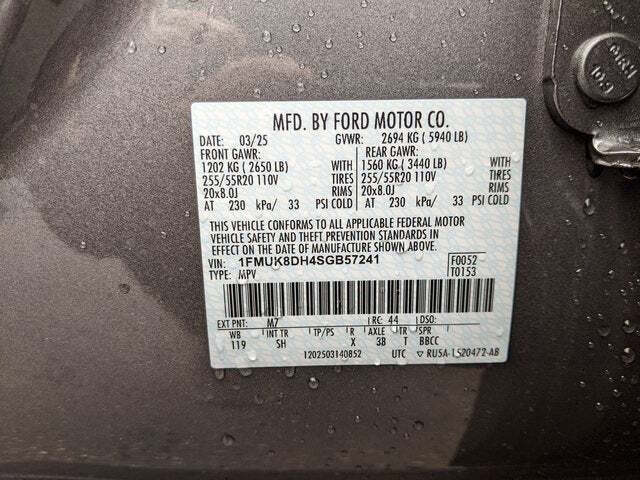 MFD. BY FORD MOTOR CO.
DATE: 03/25 GVWR: 2694 KG ( 5940 LB)
FRONT GAWR: REAR GAWR:
1202 KG ( 2650 LB) WITH 1560 KG ( 3440 LB) WITH
255/55R20 110V TIRES 255/55R20 110V TIRES
20x8.0J RIMS 20x8.0J RIMS
AT 230 kPa/ 33 PSI COLD AT 230 kPa/ 33 PSI COLD
THIS VEHICLE CONFORMS TO ALL APPLICABLE FEDERAL MOTOR
VEHICLE SAFETY AND THEFT PREVENTION STANDARDS IN
EFFECT ON THE DATE OF MANUFACTURE SHOWN ABOVE.
VIN: 1FMUK8DH4SGB57241 F0052
TYPE: MPV T0153
EXT PNT: M7 RC: 44 DSO:
WB INT TR TP/PS R AXLE TR SPR
119 SH X 38 T BBCC
1202503140852 UTC ▽ RU5A-1520472-AB
MRH
10.9